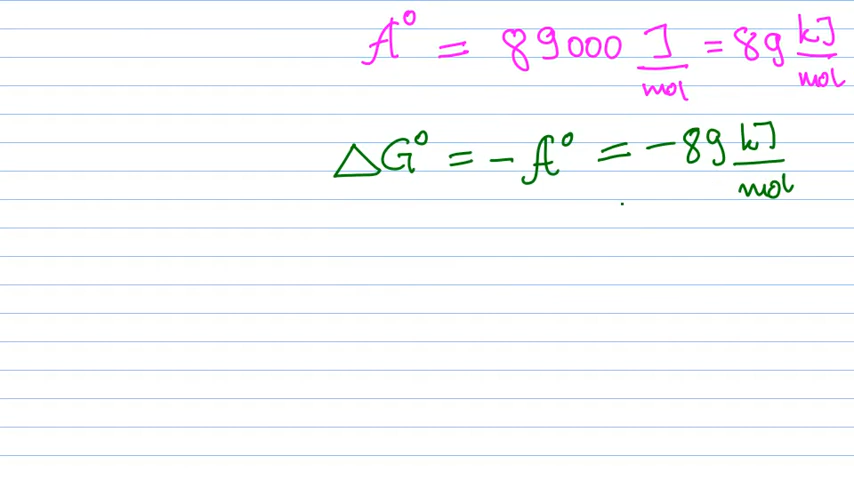 A° = 89000 J/mol = 89 kJ/mol
ΔG° = -A° = -89 kJ/mol